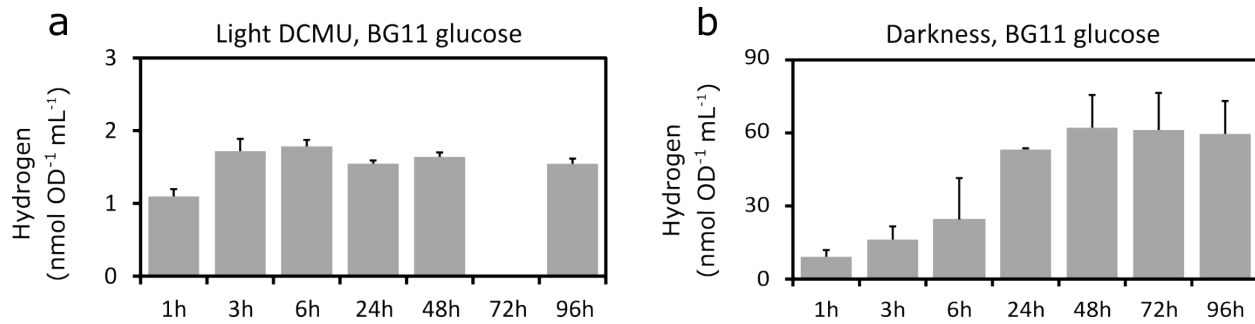 a
Light DCMU, BG11 glucose
Hydrogen
(nmol OD⁻¹ mL⁻¹)
3
2
1
0
1h 3h 6h 24h 48h 72h 96h
b
Darkness, BG11 glucose
Hydrogen
(nmol OD⁻¹ mL⁻¹)
90
60
30
0
1h 3h 6h 24h 48h 72h 96h